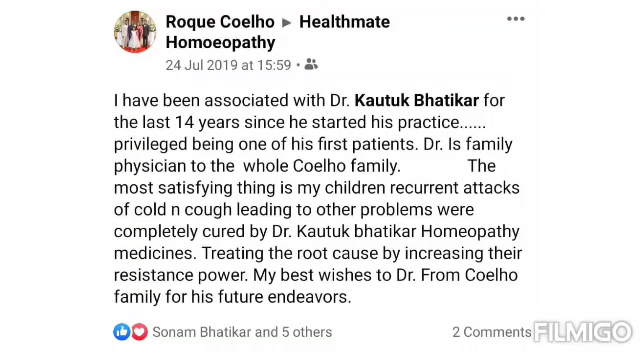 Roque Coelho ▸ Healthmate
Homoeopathy
24 Jul 2019 at 15:59 •
I have been associated with Dr. Kautuk Bhatikar for
the last 14 years since he started his practice......
privileged being one of his first patients. Dr. Is family
physician to the whole Coelho family. The
most satisfying thing is my children recurrent attacks
of cold n cough leading to other problems were
completely cured by Dr. Kautuk bhatikar Homeopathy
medicines. Treating the root cause by increasing their
resistance power. My best wishes to Dr. From Coelho
family for his future endeavors.
Sonam Bhatikar and 5 others 2 Comments
FILMIGO